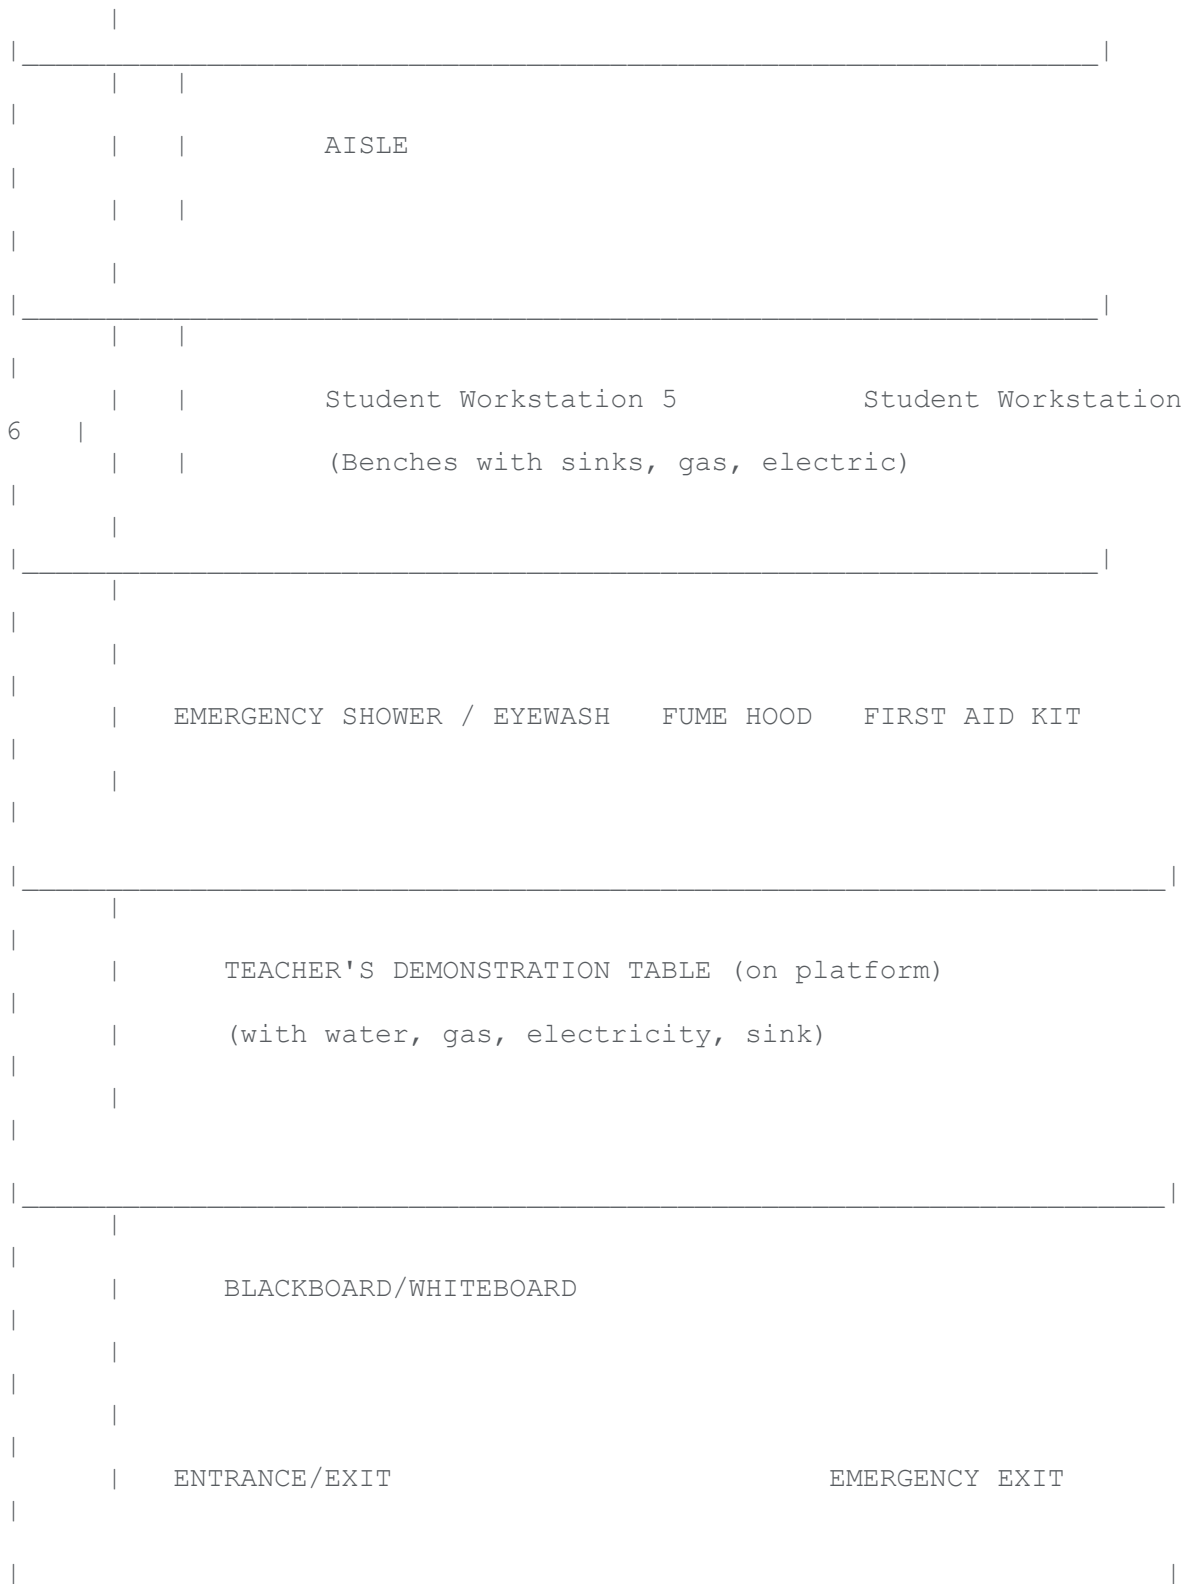 AISLE
Student Workstation 5 Student Workstation
6 |
(Benches with sinks, gas, electric)
EMERGENCY SHOWER / EYEWASH FUME HOOD FIRST AID KIT
TEACHER'S DEMONSTRATION TABLE (on platform)
(with water, gas, electricity, sink)
BLACKBOARD/WHITEBOARD
ENTRANCE/EXIT EMERGENCY EXIT